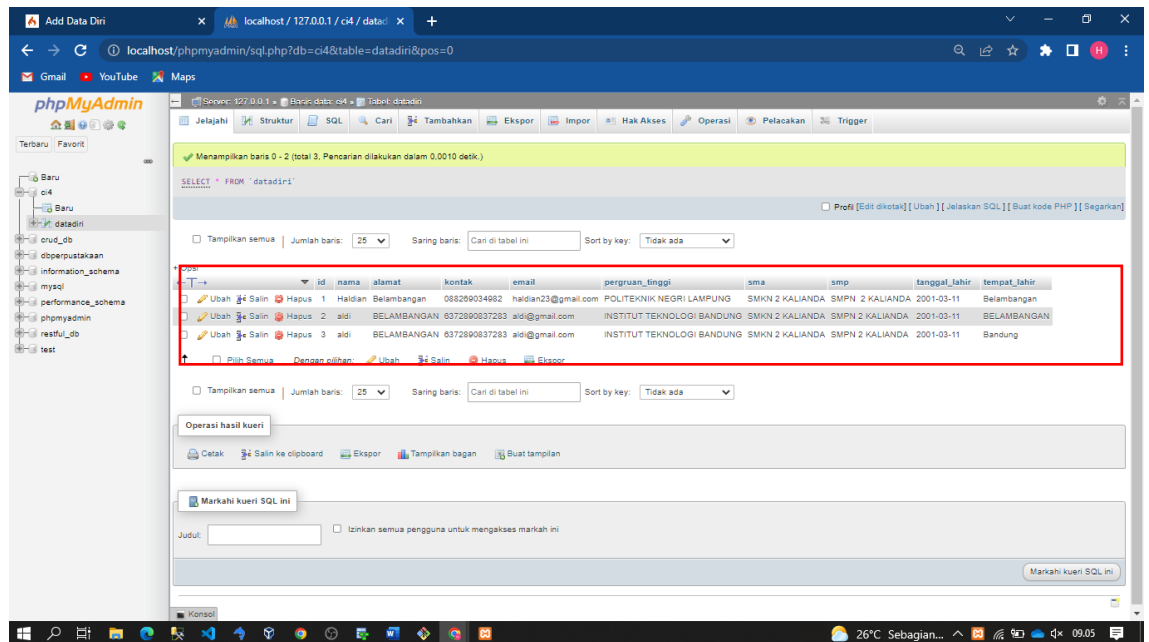 Add Data Diri
localhost / 127.0.0.1 / ci4 / datad
localhost/phpmyadmin/sql.php?db=ci4&table=datadiri&pos=0
H
Gmail YouTube Maps
phpMyAdmin
Terbaru Favorit
Baru
ci4
Baru
datadiri
crud_db
dbperpustakaan
information_schema
mysql
performance_schema
phpmyadmin
restful_db
test
Server: 127.0.0.1 » Basis data: ci4 » Tabel: datadiri
Jelajahi Struktur SQL Cari Tambahkan Ekspor Impor Hak Akses Operasi Pelacakan Trigger
Menampilkan baris 0 - 2 (total 3, Pencarian dilakukan dalam 0,0010 detik.)
SELECT * FROM `datadiri`
Profil [Edit dikotak] [ Ubah ] [ Jelaskan SQL ] [ Buat kode PHP ] [ Segarkan]
Tampilkan semua | Jumlah baris: 25 Saring baris: Cari di tabel ini Sort by key: Tidak ada
+ Opsi
id nama alamat kontak email pergruan_tinggi sma smp tanggal_lahir tempat_lahir
Ubah Salin Hapus 1 Haldian Belambangan 088269034982 haldian23@gmail.com POLITEKNIK NEGRI LAMPUNG SMKN 2 KALIANDA SMPN 2 KALIANDA 2001-03-11 Belambangan
Ubah Salin Hapus 2 aldi BELAMBANGAN 6372890837283 aldi@gmail.com INSTITUT TEKNOLOGI BANDUNG SMKN 2 KALIANDA SMPN 2 KALIANDA 2001-03-11 BELAMBANGAN
Ubah Salin Hapus 3 aldi BELAMBANGAN 6372890837283 aldi@gmail.com INSTITUT TEKNOLOGI BANDUNG SMKN 2 KALIANDA SMPN 2 KALIANDA 2001-03-11 Bandung
Pilih Semua Dengan pilihan: Ubah Salin Hapus Ekspor
Tampilkan semua | Jumlah baris: 25 Saring baris: Cari di tabel ini Sort by key: Tidak ada
Operasi hasil kueri
Cetak Salin ke clipboard Ekspor Tampilkan bagan Buat tampilan
Markahi kueri SQL ini
Judul: Izinkan semua pengguna untuk mengakses markah ini
Markahi kueri SQL ini
Konsol
26°C Sebagian... 09.05